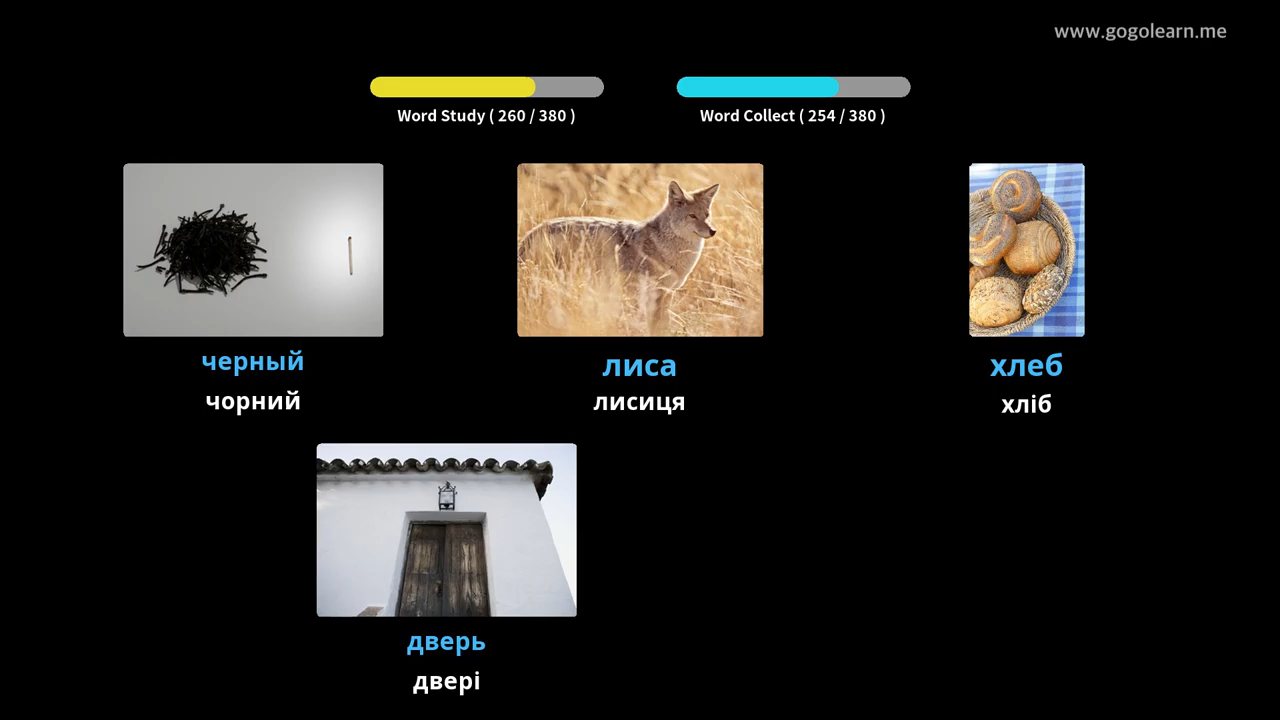 www.gogolearn.me
Word Study ( 260 / 380 )
Word Collect ( 254 / 380 )
черный
чорний
лиса
лисиця
хлеб
хліб
дверь
двері